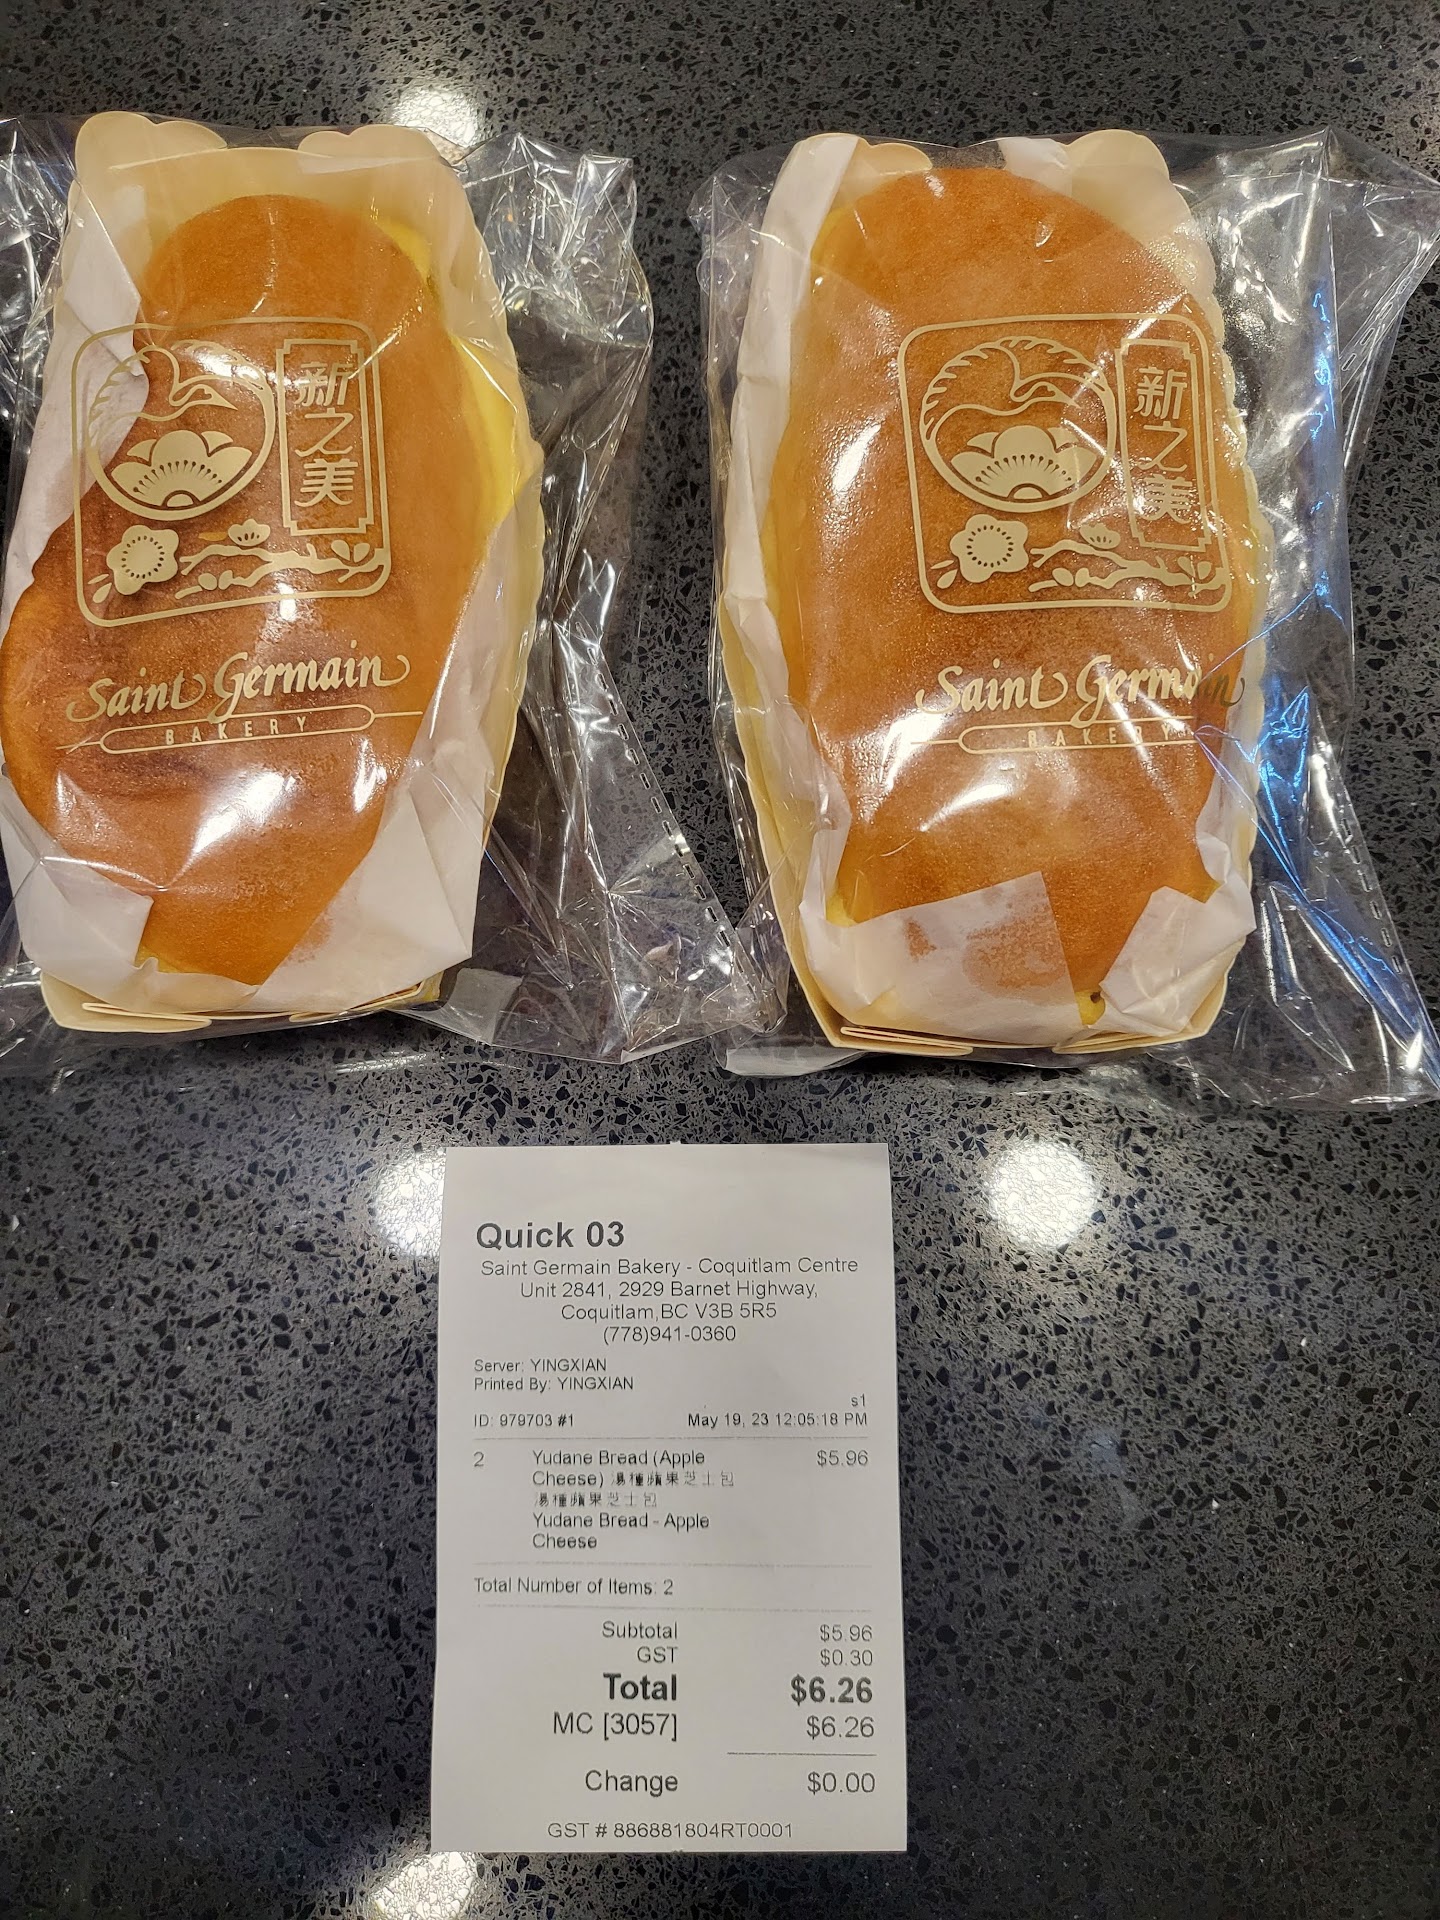 新之美
Saint Germain
BAKERY
新之美
Saint Germain
BAKERY
Quick 03
Saint Germain Bakery - Coquitlam Centre
Unit 2841, 2929 Barnet Highway,
Coquitlam,BC V3B 5R5
(778)941-0360
Server: YINGXIAN
Printed By: YINGXIAN
s1
ID: 979703 #1 May 19, 23 12:05:18 PM
2 Yudane Bread (Apple $5.96
Cheese) 湯種蘋果芝士包
湯種蘋果芝士包
Yudane Bread - Apple
Cheese
Total Number of Items: 2
Subtotal $5.96
GST $0.30
Total $6.26
MC [3057] $6.26
Change $0.00
GST # 886881804RT0001